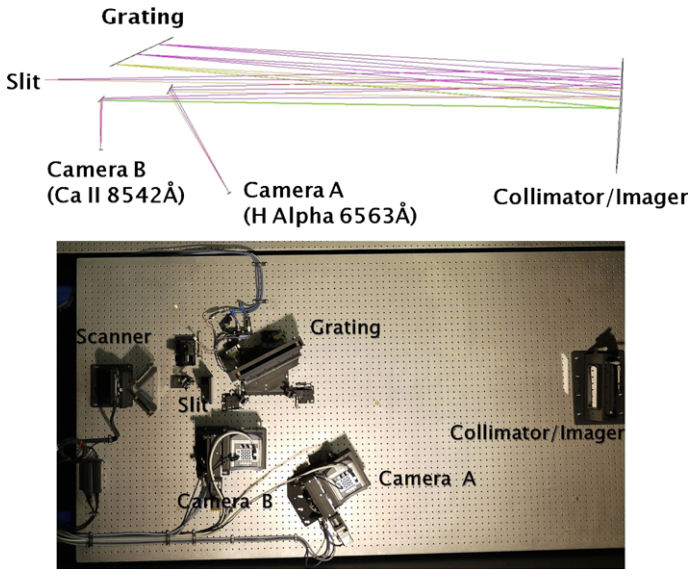 Grating
Slit
Camera B
(Ca II 8542Å)
Camera A
(H Alpha 6563Å)
Collimator/Imager
Scanner
Grating
Slit
Collimator/Imager
Camera B
Camera A